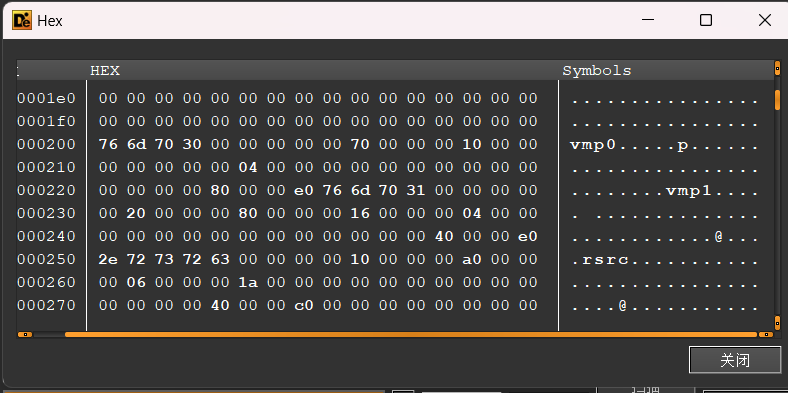 Hex
HEX Symbols
0001e0 00 00 00 00 00 00 00 00 00 00 00 00 00 00 00 00 ................
0001f0 00 00 00 00 00 00 00 00 00 00 00 00 00 00 00 00 ................
000200 76 6d 70 30 00 00 00 00 00 70 00 00 00 10 00 00 vmp0.....p......
000210 00 00 00 00 00 04 00 00 00 00 00 00 00 00 00 00 ................
000220 00 00 00 00 80 00 00 e0 76 6d 70 31 00 00 00 00 ........vmp1....
000230 00 20 00 00 00 80 00 00 00 16 00 00 00 04 00 00 . ..............
000240 00 00 00 00 00 00 00 00 00 00 00 00 40 00 00 e0 ............@...
000250 2e 72 73 72 63 00 00 00 00 10 00 00 00 a0 00 00 .rsrc...........
000260 00 06 00 00 00 1a 00 00 00 00 00 00 00 00 00 00 ................
000270 00 00 00 00 40 00 00 c0 00 00 00 00 00 00 00 00 ....@...........
关闭